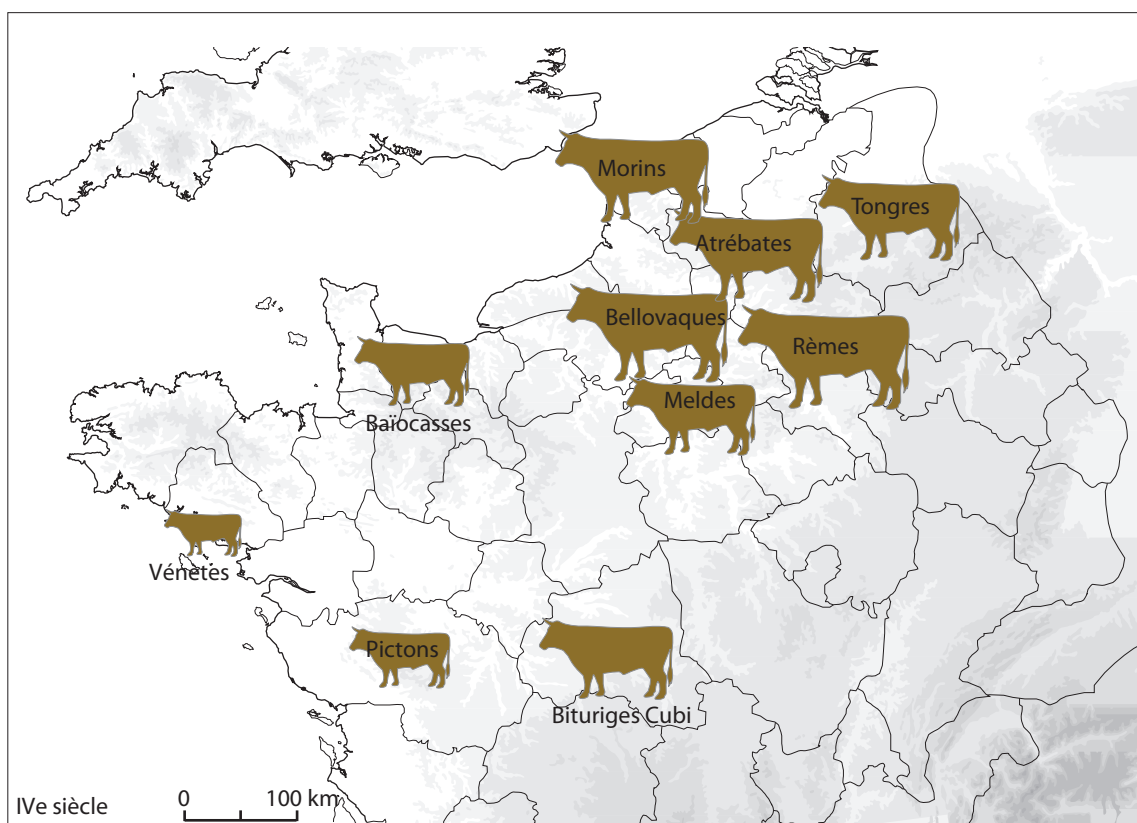 Morins
Tongres
Atrébates
Bellovaques
Rèmes
Meldes
Baïocasses
Vénètes
Pictons
Bituriges Cubi
IVe siècle
0 100 km